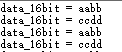 data_16bit = aabb
data_16bit = ccdd
data_16bit = aabb
data_16bit = ccdd